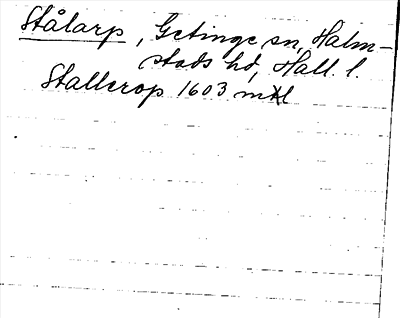 Stålarp, Getinge sn, Halm-
stads hd, Hall. l.
Stallerop 1603 mtl